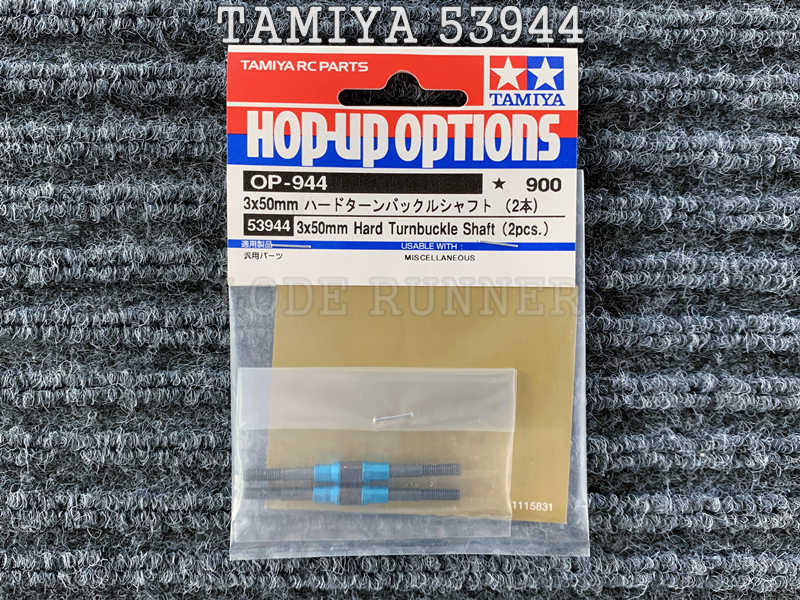 TAMIYA 53944
TAMIYA RC PARTS
TAMIYA
HOP-UP OPTIONS
OP-944 ★ 900
3x50mm ハードターンバックルシャフト (2本)
53944 3x50mm Hard Turnbuckle Shaft (2pcs.)
適用製品 USABLE WITH :
汎用パーツ MISCELLANEOUS
LODE RUNNER
1115831